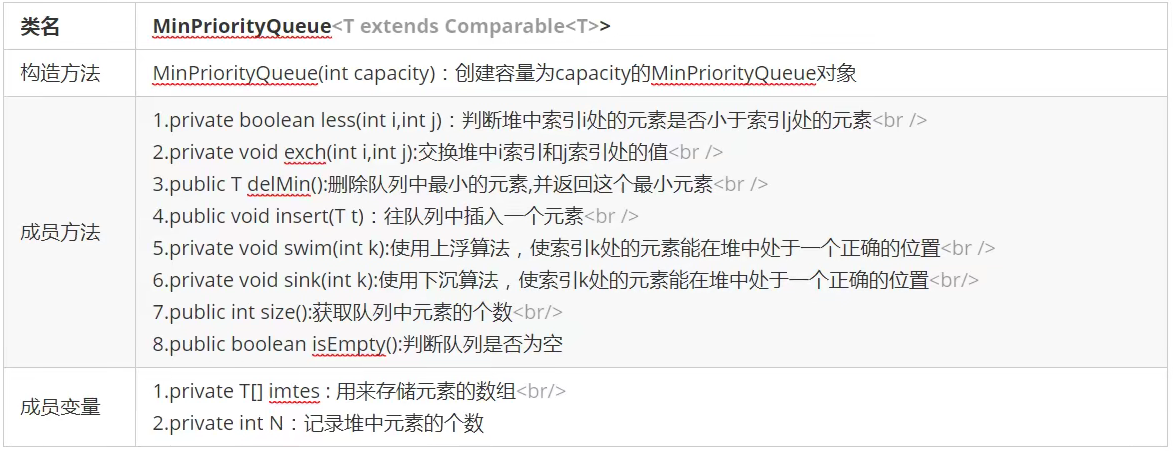 类名 MinPriorityQueue<T extends Comparable<T>>
构造方法 MinPriorityQueue(int capacity)：创建容量为capacity的MinPriorityQueue对象
成员方法
1.private boolean less(int i,int j)：判断堆中索引i处的元素是否小于索引j处的元素<br />
2.private void exch(int i,int j):交换堆中i索引和j索引处的值<br />
3.public T delMin():删除队列中最小的元素,并返回这个最小元素<br />
4.public void insert(T t)：往队列中插入一个元素<br />
5.private void swim(int k):使用上浮算法，使索引k处的元素能在堆中处于一个正确的位置<br />
6.private void sink(int k):使用下沉算法，使索引k处的元素能在堆中处于一个正确的位置<br/>
7.public int size():获取队列中元素的个数<br/>
8.public boolean isEmpty():判断队列是否为空
成员变量
1.private T[] imtes : 用来存储元素的数组<br/>
2.private int N：记录堆中元素的个数